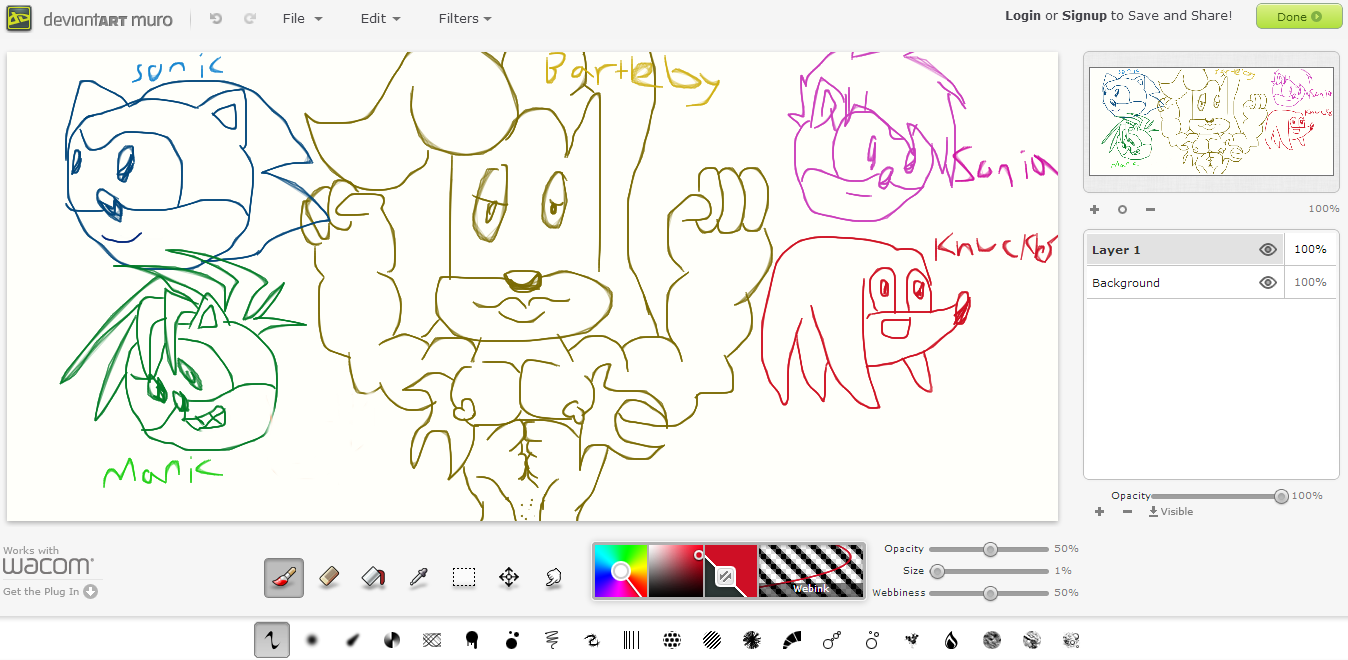 deviantART muro
File
Edit
Filters
Login or Signup to Save and Share!
Done
sonic
Bartleby
Sonia
Knuckles
Manic
100%
Layer 1
100%
Background
100%
Opacity
100%
Visible
Works with
wacom
Get the Plug In
Webink
Opacity
50%
Size
1%
Webbiness
50%